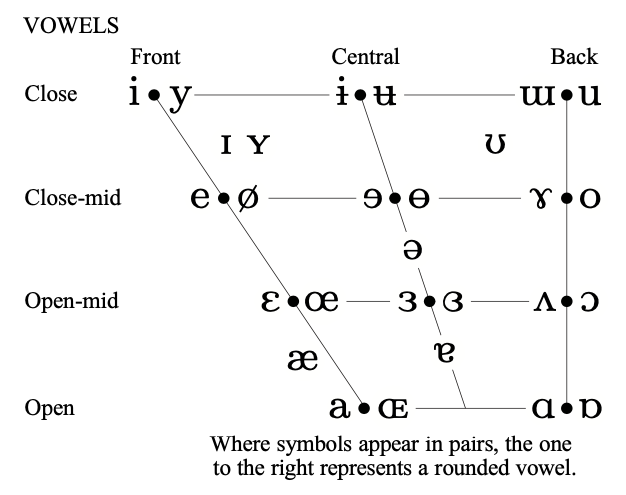 VOWELS
Front Central Back
Close i y ɨ ʉ ɯ u
ɪ ʏ ʊ
Close-mid e ø ɘ ɵ ɤ o
ə
Open-mid ɛ œ ɜ ɞ ʌ ɔ
æ ɐ
Open a ɶ ɑ ɒ
Where symbols appear in pairs, the one
to the right represents a rounded vowel.